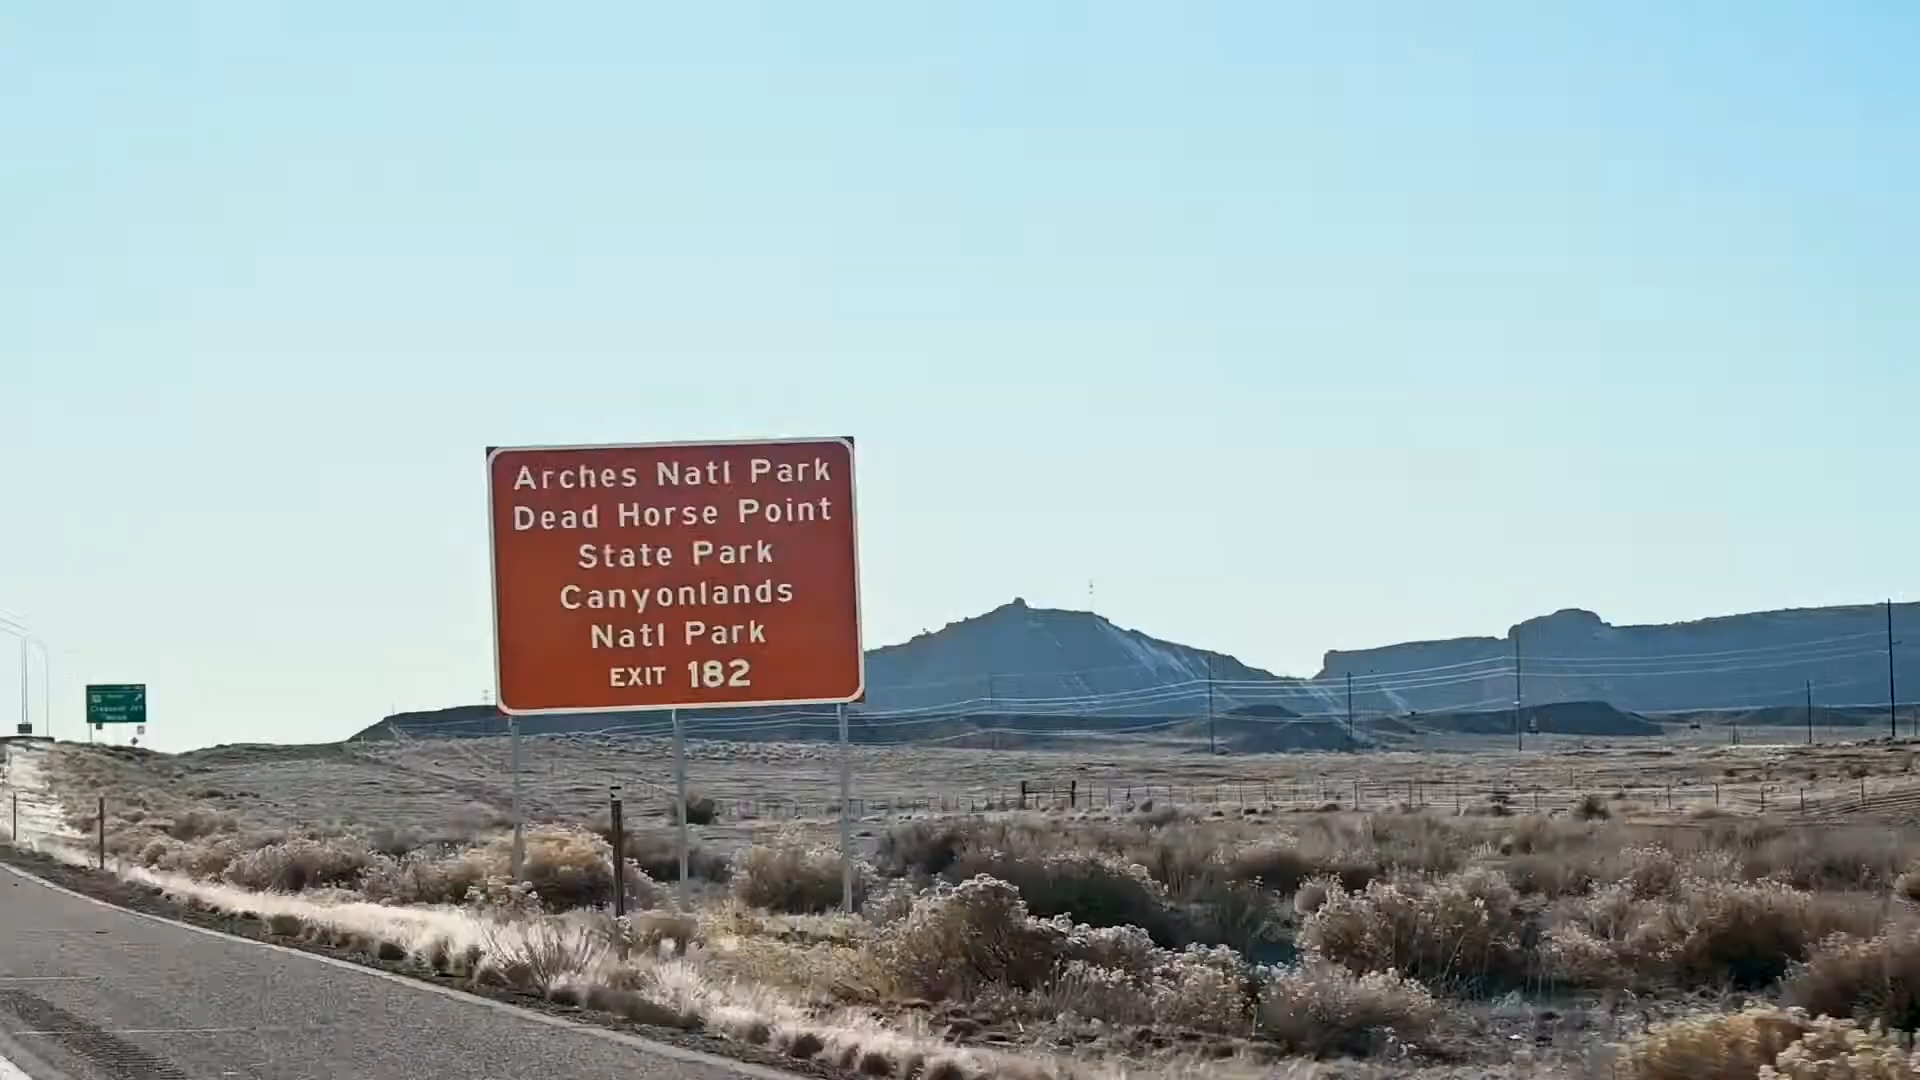 Arches Natl Park
Dead Horse Point
State Park
Canyonlands
Natl Park
EXIT 182